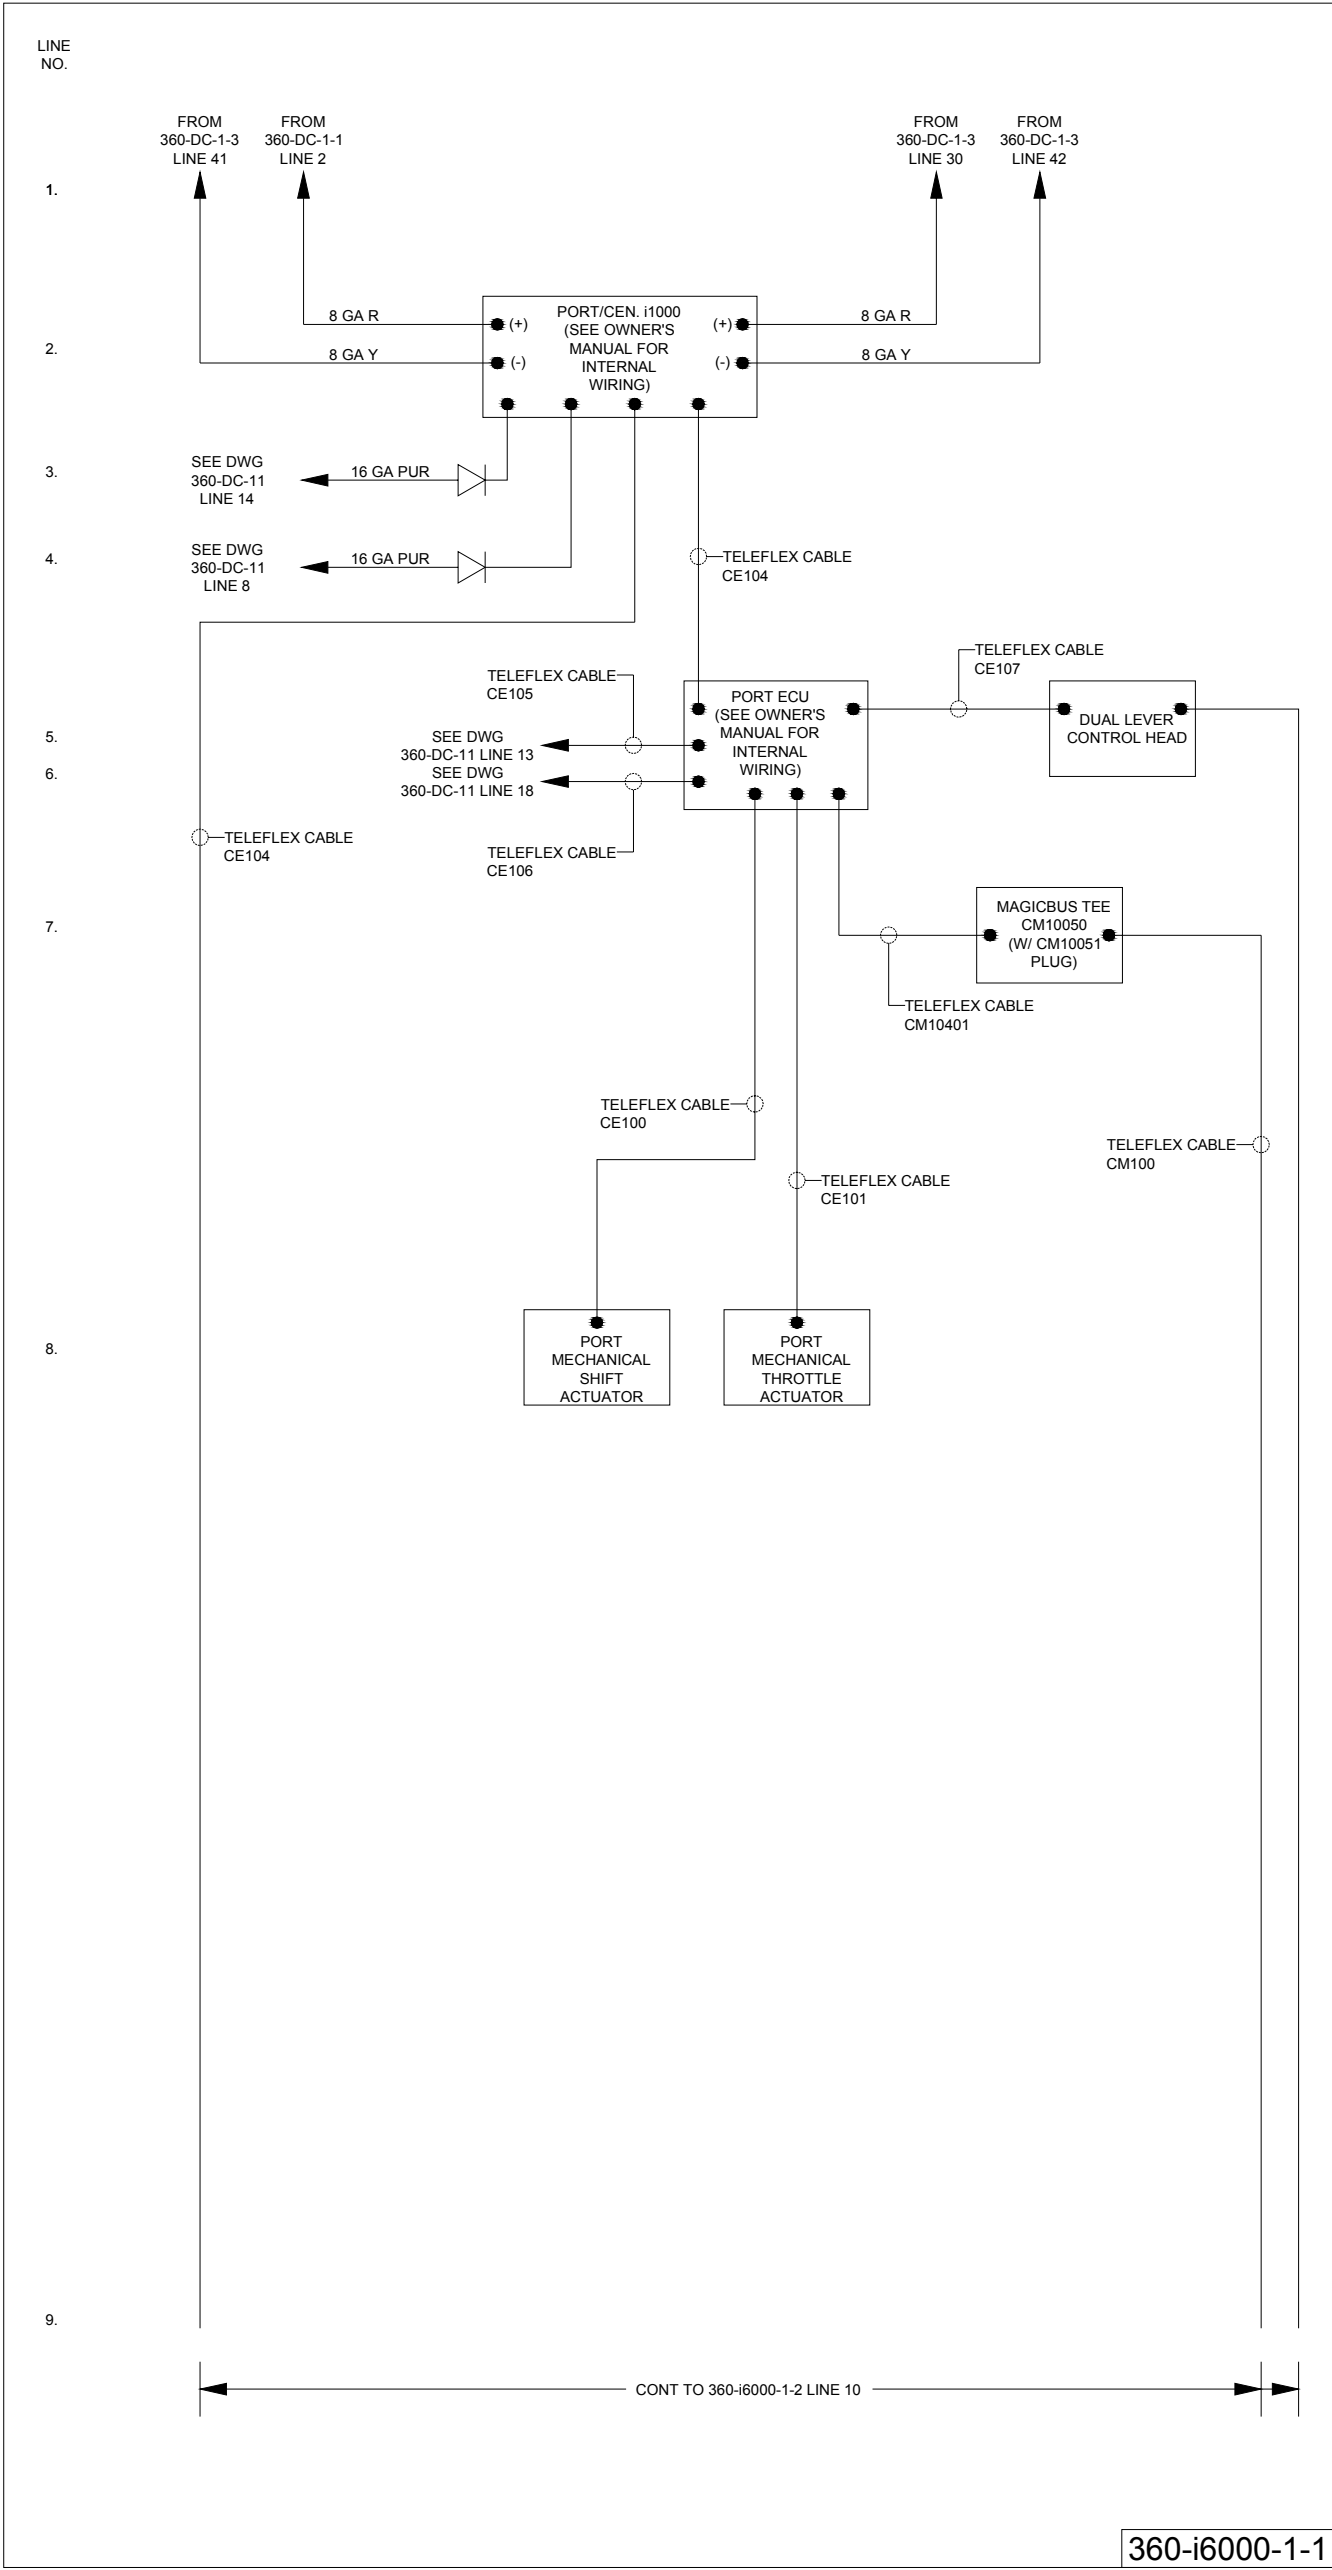 LINE
NO.
FROM
360-DC-1-3
LINE 41
FROM
360-DC-1-1
LINE 2
FROM
360-DC-1-3
LINE 30
FROM
360-DC-1-3
LINE 42
1.
8 GA R
8 GA Y
(+)
(-)
PORT/CEN. i1000
(SEE OWNER'S
MANUAL FOR
INTERNAL
WIRING)
(+)
(-)
8 GA R
8 GA Y
2.
3.
SEE DWG
360-DC-11
LINE 14
16 GA PUR
4.
SEE DWG
360-DC-11
LINE 8
16 GA PUR
TELEFLEX CABLE
CE104
TELEFLEX CABLE
CE107
TELEFLEX CABLE
CE105
PORT ECU
(SEE OWNER'S
MANUAL FOR
INTERNAL
WIRING)
DUAL LEVER
CONTROL HEAD
5.
SEE DWG
360-DC-11 LINE 13
6.
SEE DWG
360-DC-11 LINE 18
TELEFLEX CABLE
CE104
TELEFLEX CABLE
CE106
7.
MAGICBUS TEE
CM10050
(W/ CM10051
PLUG)
TELEFLEX CABLE
CM10401
TELEFLEX CABLE
CE100
TELEFLEX CABLE
CM100
TELEFLEX CABLE
CE101
8.
PORT
MECHANICAL
SHIFT
ACTUATOR
PORT
MECHANICAL
THROTTLE
ACTUATOR
9.
CONT TO 360-i6000-1-2 LINE 10
360-i6000-1-1